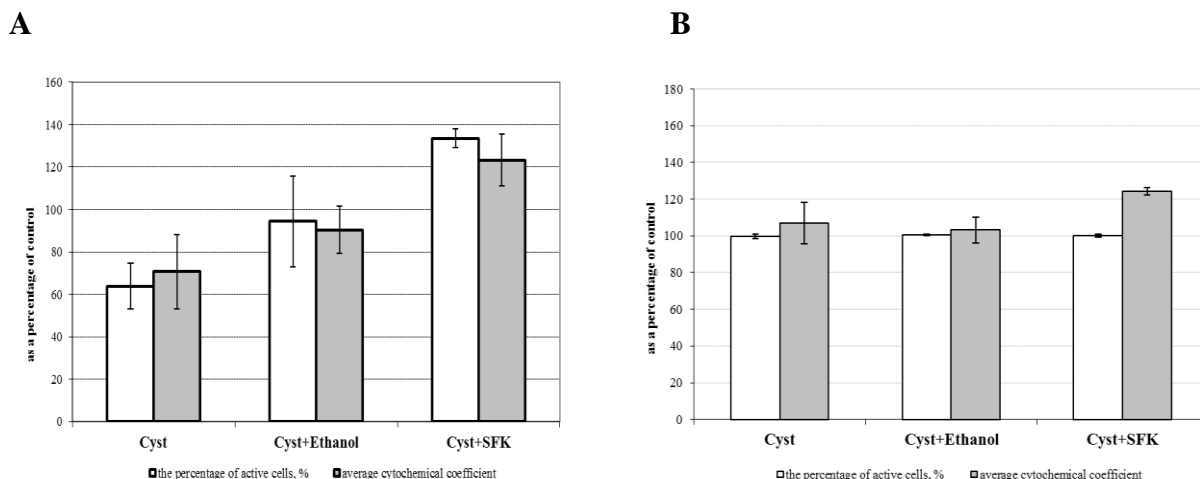 A
B
as a percentage of control
160
140
120
100
80
60
40
20
0
Cyst
Cyst+Ethanol
Cyst+SFK
the percentage of active cells, %
average cytochemical coefficient
as a percentage of control
180
160
140
120
100
80
60
40
20
0
Cyst
Cyst+Ethanol
Cyst+SFK
the percentage of active cells, %
average cytochemical coefficient